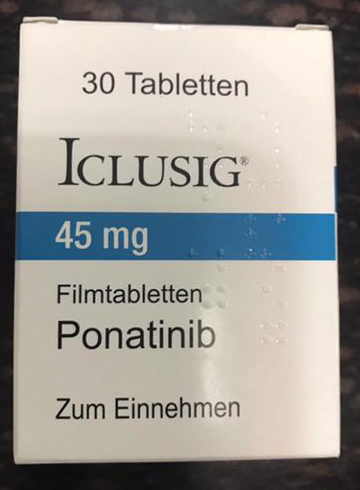 30 Tabletten
ICLUSIG®
45 mg
Filmtabletten
Ponatinib
Zum Einnehmen